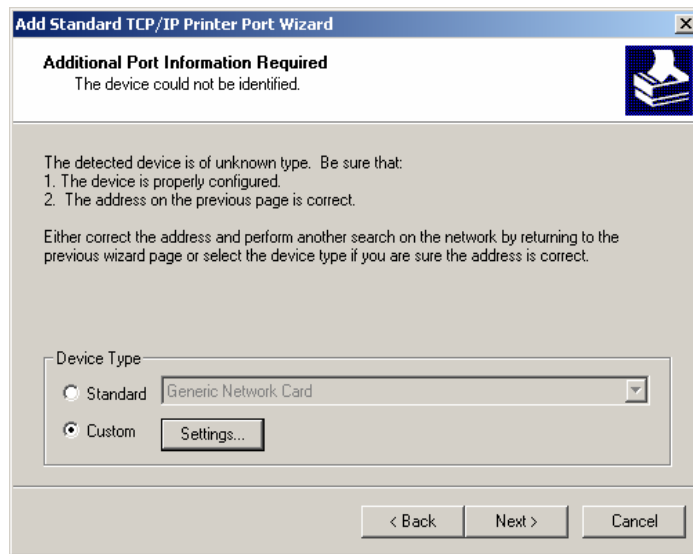 Add Standard TCP/IP Printer Port Wizard
Additional Port Information Required
The device could not be identified.
The detected device is of unknown type. Be sure that:
1. The device is properly configured.
2. The address on the previous page is correct.
Either correct the address and perform another search on the network by returning to the
previous wizard page or select the device type if you are sure the address is correct.
Device Type
Standard Generic Network Card
Custom Settings...
< Back Next > Cancel